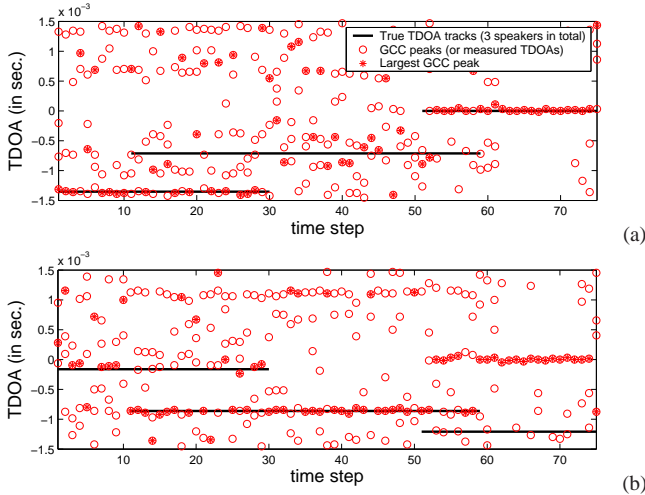 x 10⁻³
1.5
1
0.5
0
−0.5
−1
−1.5
TDOA (in sec.)
True TDOA tracks (3 speakers in total)
GCC peaks (or measured TDOAs)
Largest GCC peak
10 20 30 40 50 60 70
time step
(a)
x 10⁻³
1.5
1
0.5
0
−0.5
−1
−1.5
TDOA (in sec.)
10 20 30 40 50 60 70
time step
(b)